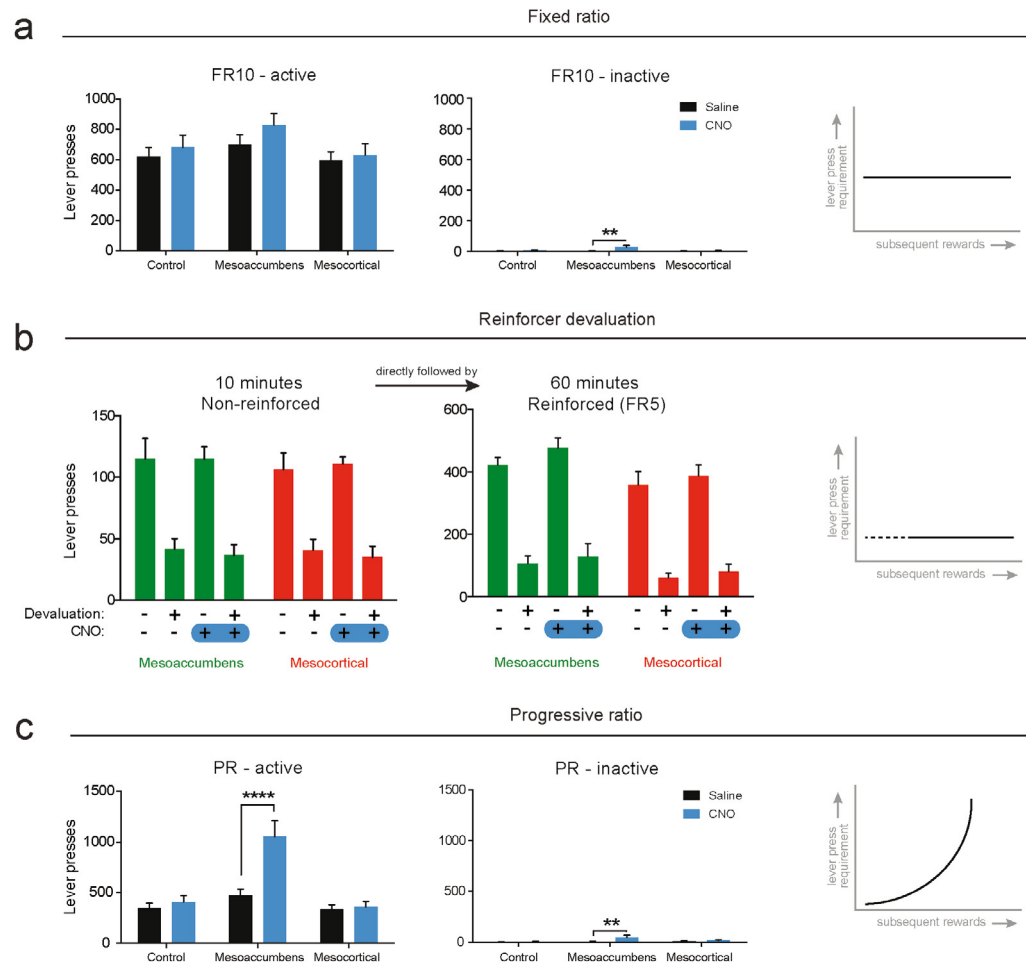 a
Fixed ratio
FR10 - active
FR10 - inactive
1000
800
600
400
200
0
Lever presses
Control
Mesoaccumbens
Mesocortical
1000
800
600
400
200
0
**
Control
Mesoaccumbens
Mesocortical
Saline
CNO
lever press
requirement
subsequent rewards
b
Reinforcer devaluation
directly followed by
10 minutes
Non-reinforced
60 minutes
Reinforced (FR5)
150
100
50
0
Lever presses
600
400
200
0
Devaluation: - + - + - + - +
CNO: - - + + - - + +
Mesoaccumbens
Mesocortical
- + - + - + - +
- - + + - - + +
Mesoaccumbens
Mesocortical
lever press
requirement
subsequent rewards
c
Progressive ratio
PR - active
PR - inactive
1500
1000
500
0
Lever presses
****
Control
Mesoaccumbens
Mesocortical
1500
1000
500
0
**
Control
Mesoaccumbens
Mesocortical
Saline
CNO
lever press
requirement
subsequent rewards